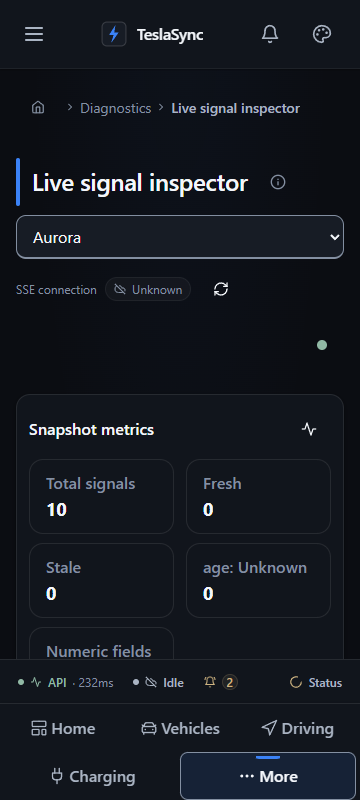 TeslaSync
Diagnostics Live signal inspector
Live signal inspector
Aurora
SSE connection Unknown
Snapshot metrics
Total signals
10
Fresh
0
Stale
0
age: Unknown
0
Numeric fields
API · 232ms Idle 2 Status
Home Vehicles Driving
Charging More